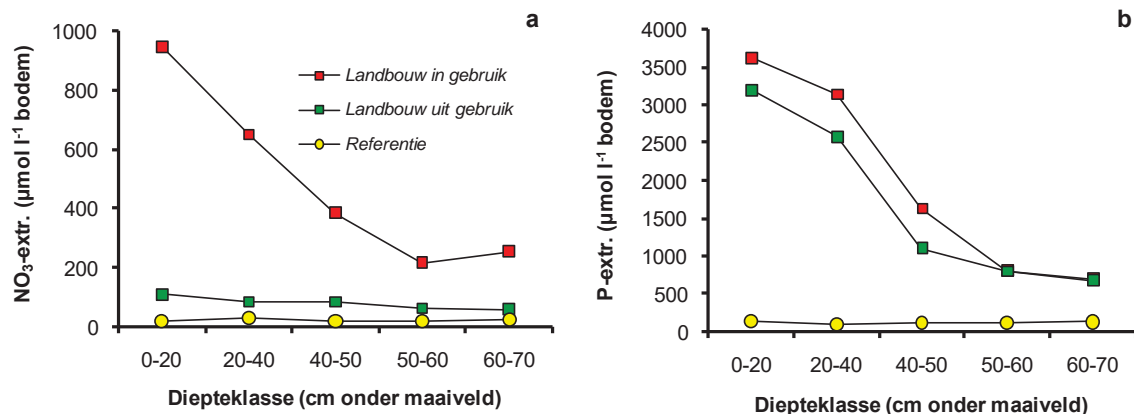 a
NO₃-extr. (µmol l⁻¹ bodem)
1000
800
600
400
200
0
Landbouw in gebruik
Landbouw uit gebruik
Referentie
0-20 20-40 40-50 50-60 60-70
Diepteklasse (cm onder maaiveld)
b
P-extr. (µmol l⁻¹ bodem)
4000
3500
3000
2500
2000
1500
1000
500
0
0-20 20-40 40-50 50-60 60-70
Diepteklasse (cm onder maaiveld)